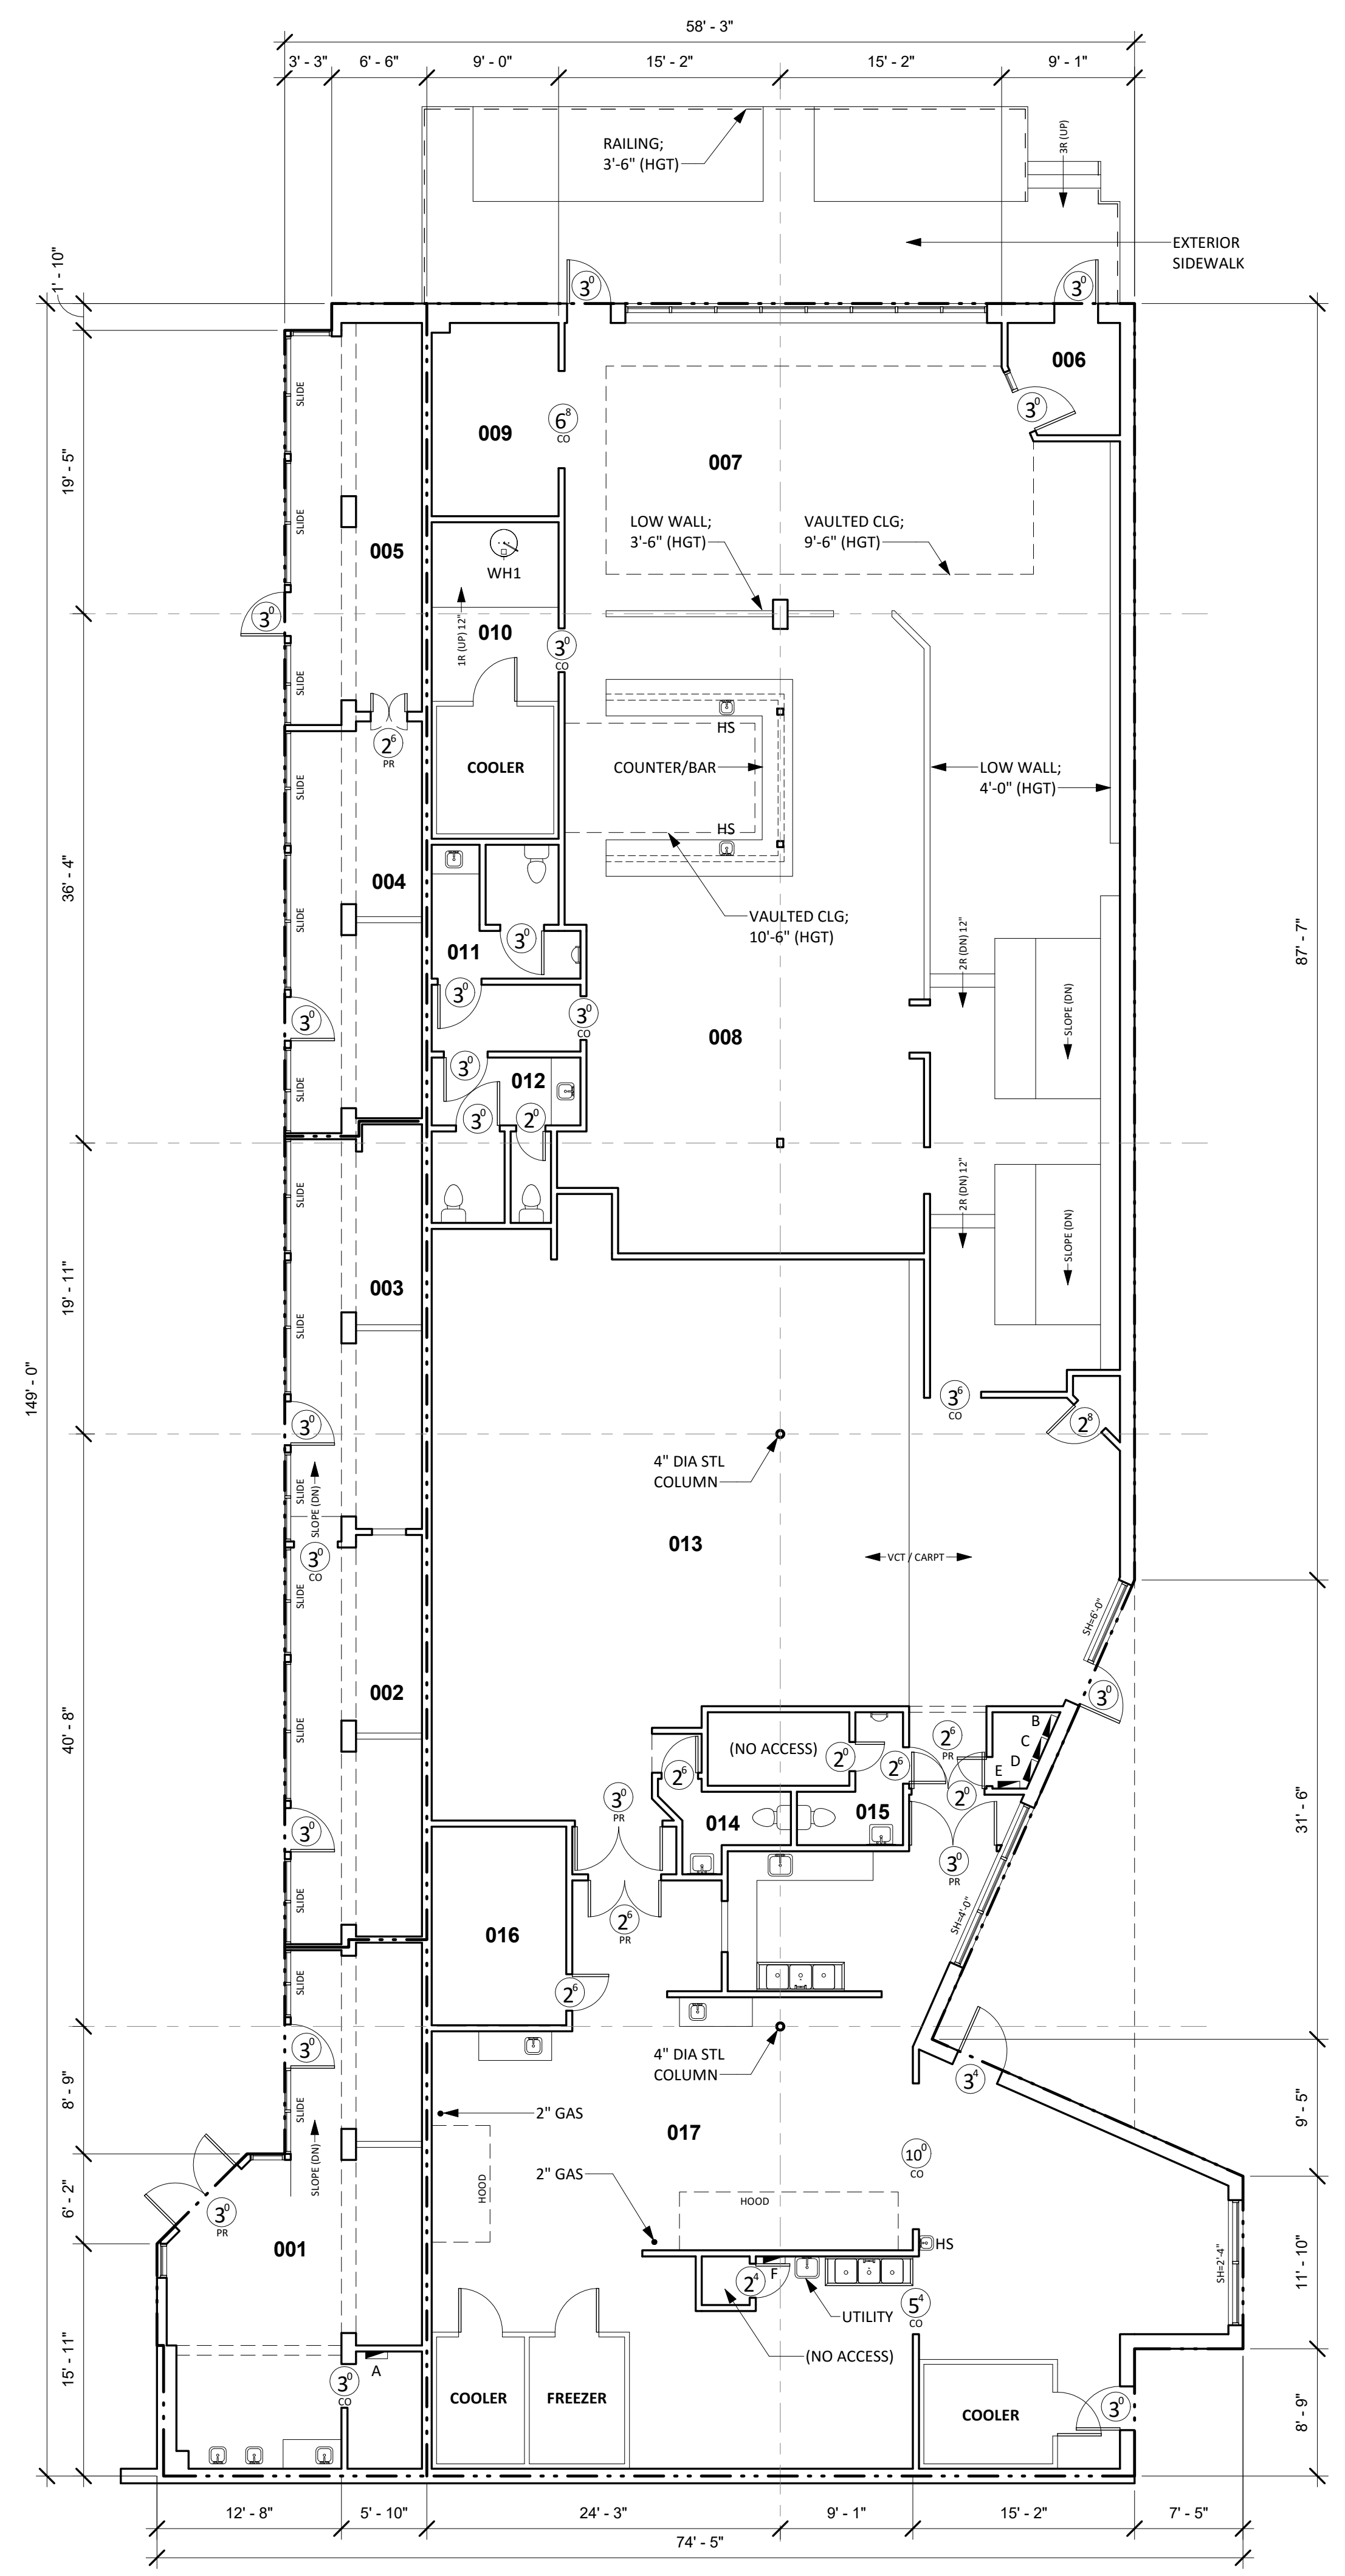 58' - 3"
3' - 3"
6' - 6"
9' - 0"
15' - 2"
15' - 2"
9' - 1"
RAILING;
3'-6" (HGT)
3R (UP)
EXTERIOR
SIDEWALK
1' - 10"
3⁰
3⁰
006
3⁰
SLIDE
009
6⁸
CO
007
19' - 5"
LOW WALL;
3'-6" (HGT)
VAULTED CLG;
9'-6" (HGT)
SLIDE
005
WH1
3⁰
1R (UP) 12"
010
3⁰
CO
SLIDE
HS
2⁶
PR
COOLER
COUNTER/BAR
LOW WALL;
4'-0" (HGT)
SLIDE
HS
36' - 4"
004
SLIDE
VAULTED CLG;
10'-6" (HGT)
87' - 7"
3⁰
011
2R (DN) 12"
3⁰
3⁰
3⁰
CO
SLOPE (DN)
008
3⁰
012
SLIDE
3⁰
2⁰
2R (DN) 12"
SLIDE
SLOPE (DN)
19' - 11"
003
SLIDE
149' - 0"
3⁶
CO
3⁰
2⁸
4" DIA STL
COLUMN
SLIDE
SLOPE (DN)
013
VCT / CARPT
3⁰
CO
SLIDE
SH=6'-0"
002
3⁰
40' - 8"
B
C
D
E
2⁶
PR
(NO ACCESS)
2⁰
2⁶
2⁶
2⁰
3⁰
PR
014
015
3⁰
31' - 6"
3⁰
PR
SLIDE
SH=4'-0"
2⁶
PR
016
SLIDE
2⁶
3⁰
4" DIA STL
COLUMN
3⁴
8' - 9"
SLIDE
2" GAS
017
9' - 5"
SLOPE (DN)
10⁰
CO
2" GAS
HOOD
HOOD
6' - 2"
3⁰
PR
001
HS
F
2⁴
SH=2'-4"
11' - 10"
5⁴
CO
UTILITY
(NO ACCESS)
15' - 11"
A
3⁰
CO
COOLER
FREEZER
COOLER
3⁰
8' - 9"
12' - 8"
5' - 10"
24' - 3"
9' - 1"
15' - 2"
7' - 5"
74' - 5"